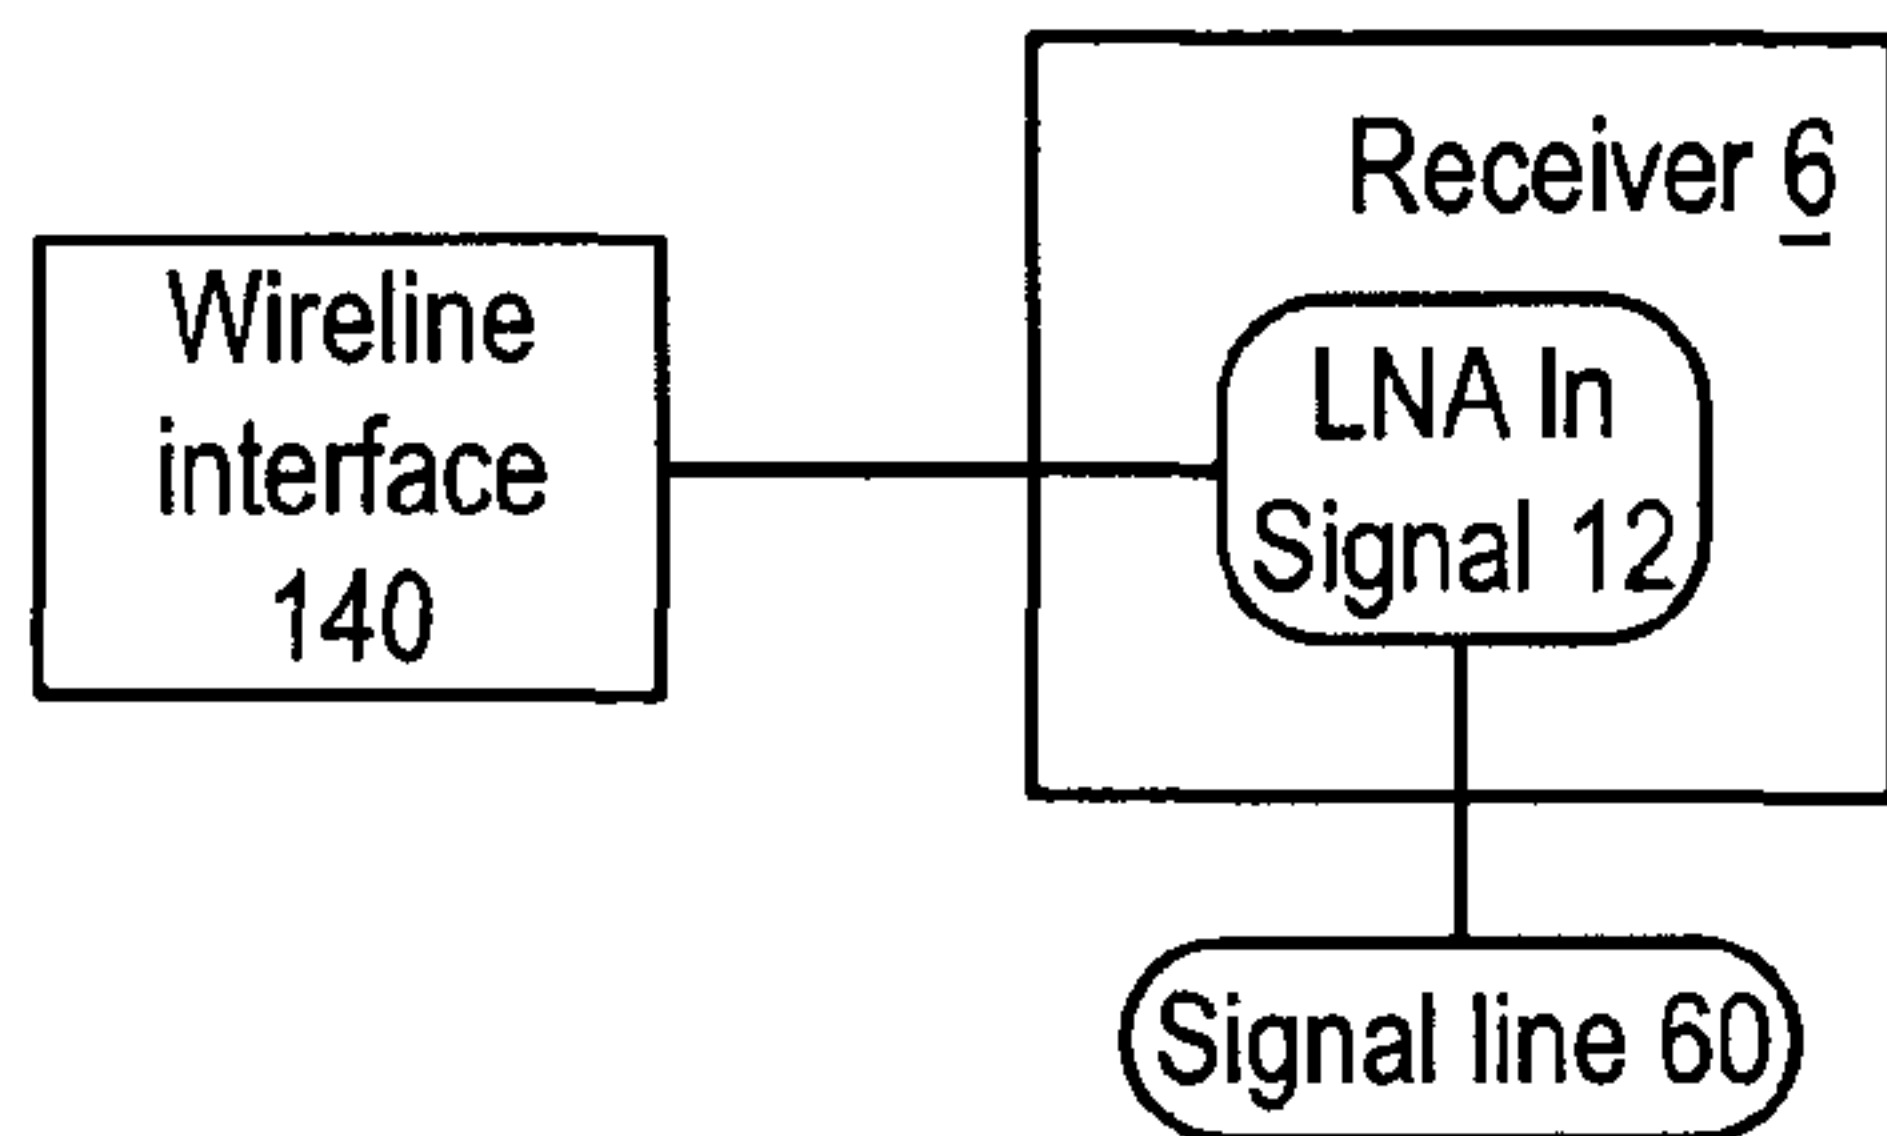 Receiver 6
Wireline
interface
140
LNA In
Signal 12
Signal line 60